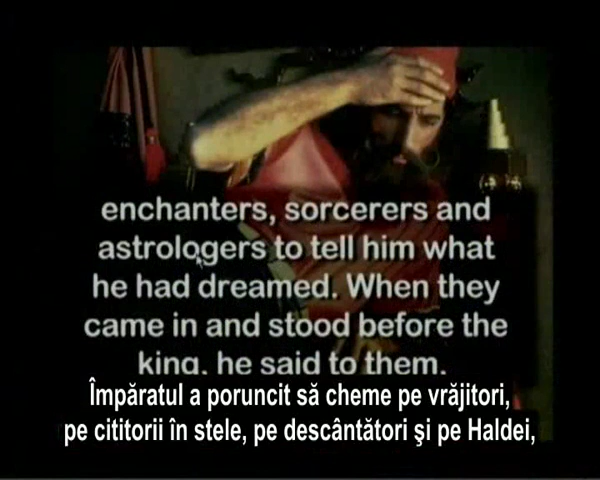 enchanters, sorcerers and
astrologers to tell him what
he had dreamed. When they
came in and stood before the
king, he said to them.
Împăratul a poruncit să cheme pe vrăjitori,
pe cititorii în stele, pe descântători şi pe Haldei,